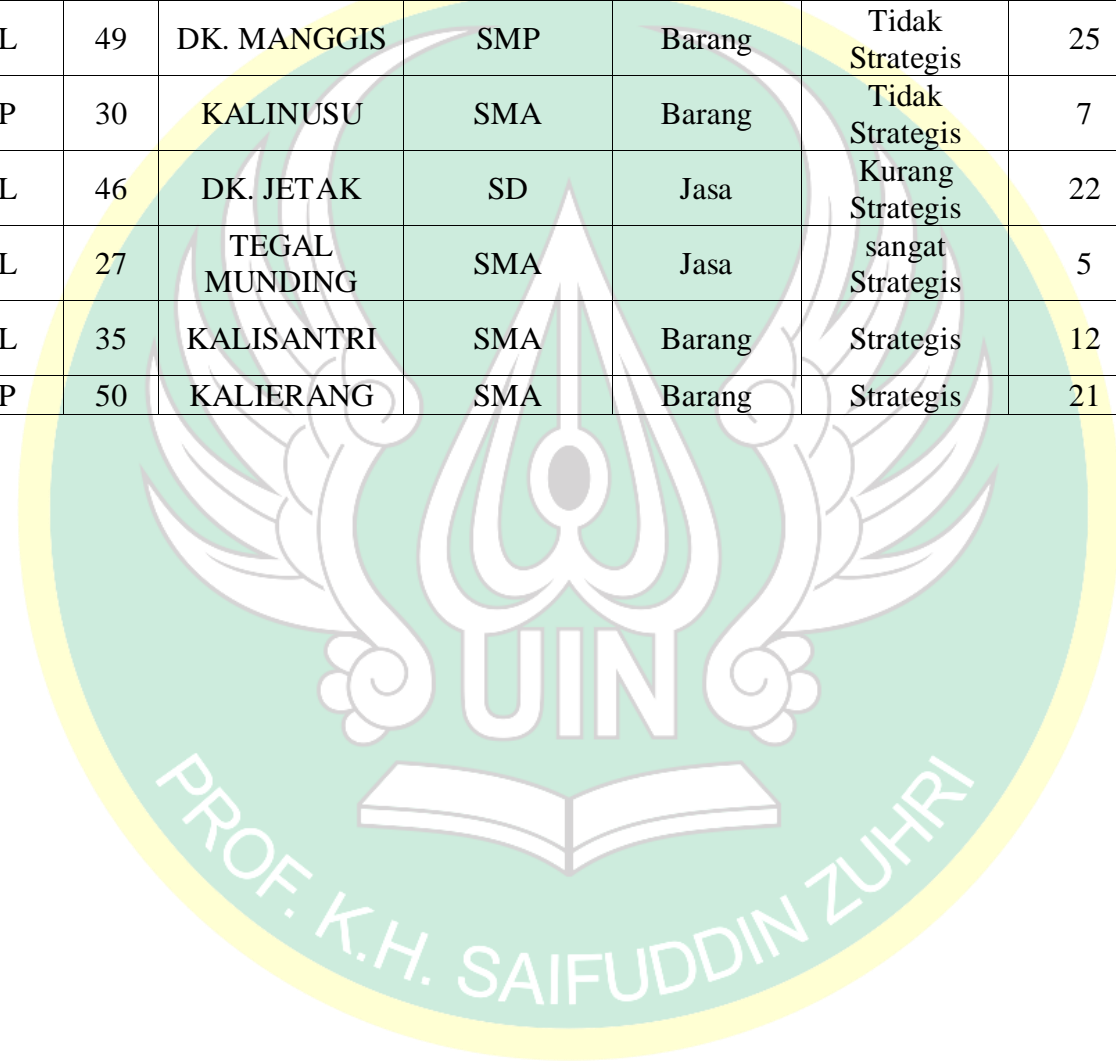 L 49 DK. MANGGIS SMP Barang Tidak Strategis 25
P 30 KALINUSU SMA Barang Tidak Strategis 7
L 46 DK. JETAK SD Jasa Kurang Strategis 22
L 27 TEGAL MUNDING SMA Jasa sangat Strategis 5
L 35 KALISANTRI SMA Barang Strategis 12
P 50 KALIERANG SMA Barang Strategis 21
UIN
PROF. K.H. SAIFUDDIN ZUHRI